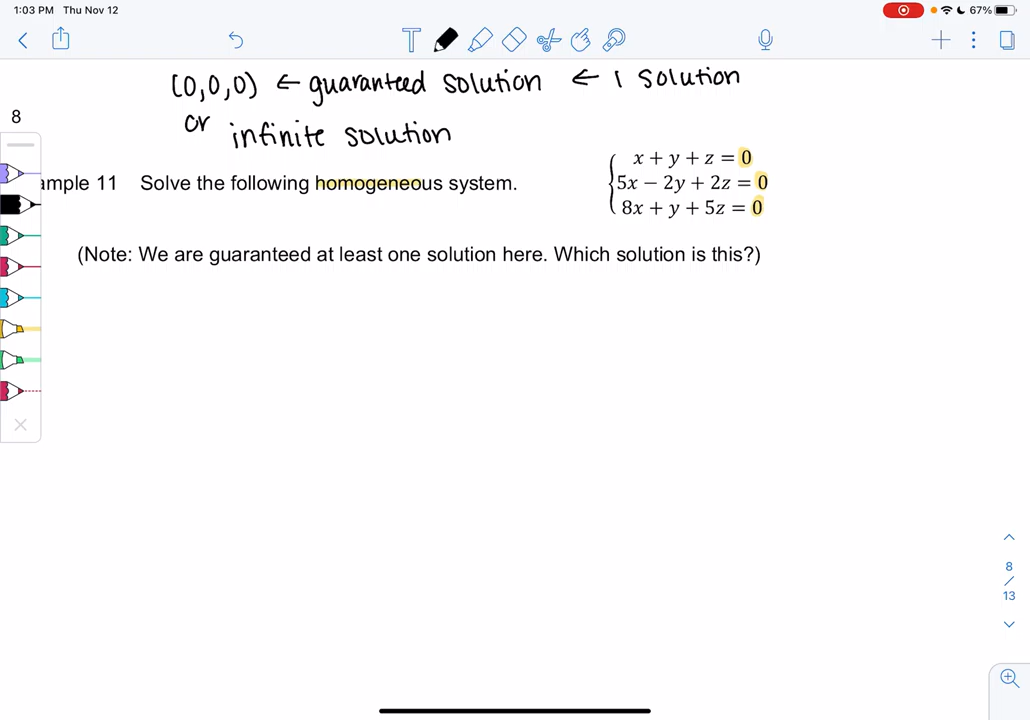 1:03 PM Thu Nov 12
67%
T
(0,0,0) ← guaranteed solution ← 1 solution
8
or infinite solution
ample 11 Solve the following homogeneous system.
x + y + z = 0
5x − 2y + 2z = 0
8x + y + 5z = 0
(Note: We are guaranteed at least one solution here. Which solution is this?)
8
/
13